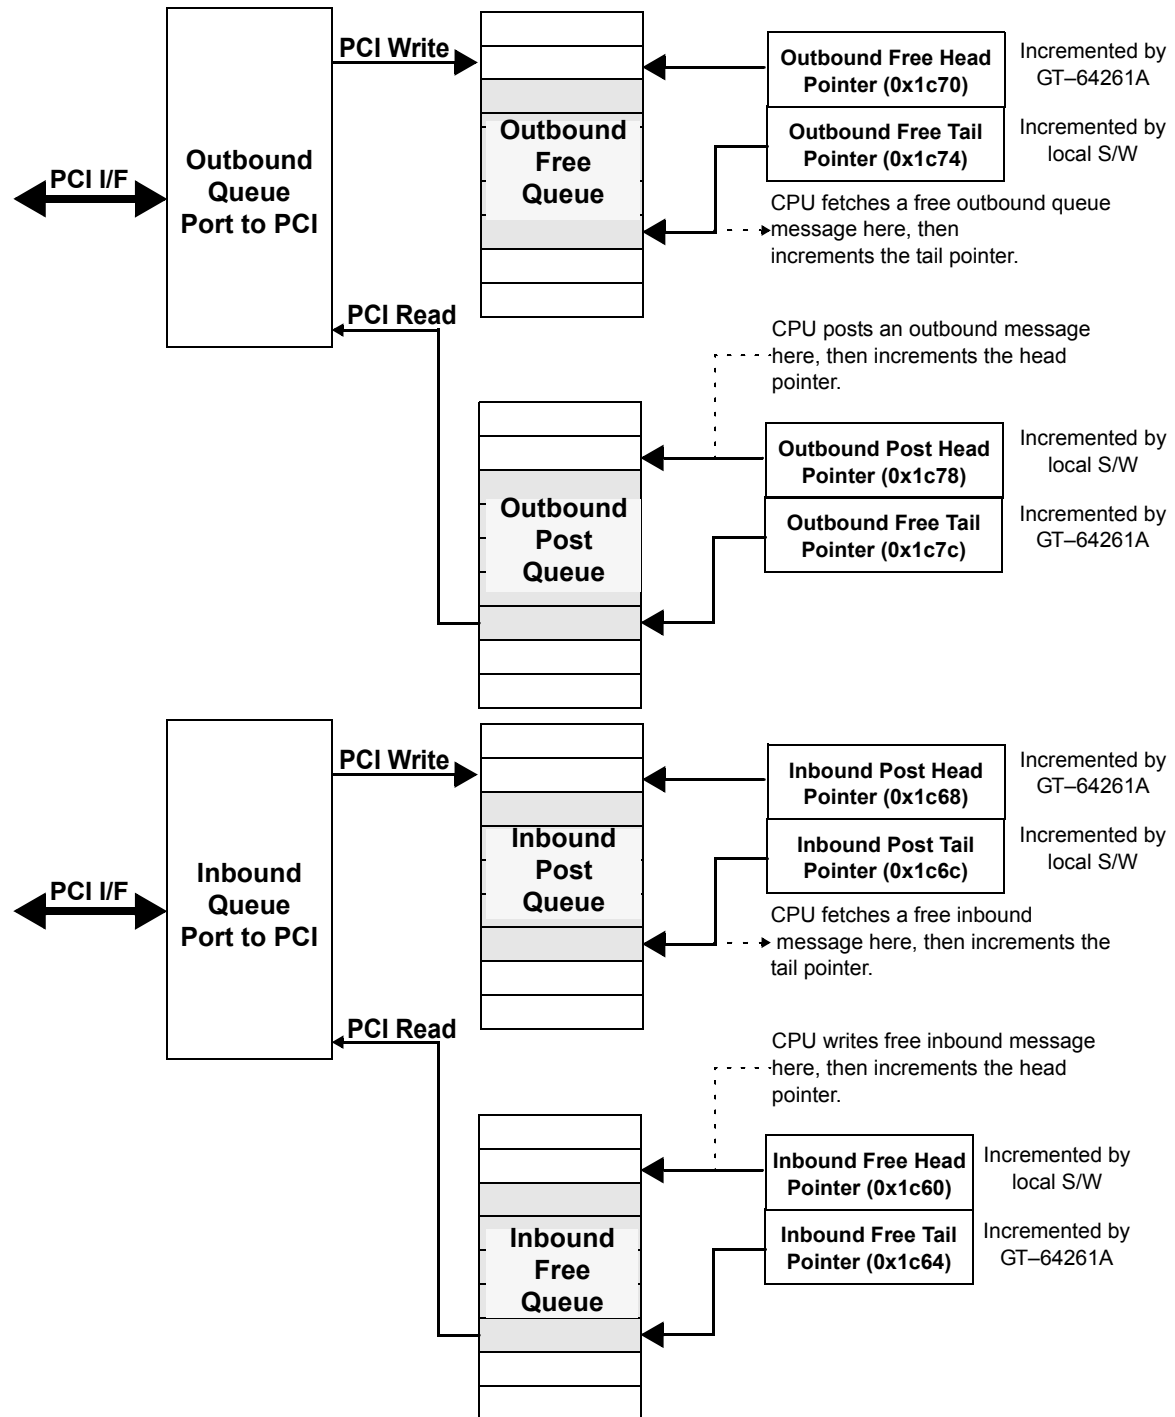 PCI Write
Outbound Free Head
Pointer (0x1c70)
Incremented by
GT–64261A
Outbound
Queue
Port to PCI
PCI I/F
Outbound
Free
Queue
Outbound Free Tail
Pointer (0x1c74)
Incremented by
local S/W
CPU fetches a free outbound queue
message here, then
increments the tail pointer.
PCI Read
CPU posts an outbound message
here, then increments the head
pointer.
Outbound
Post
Queue
Outbound Post Head
Pointer (0x1c78)
Incremented by
local S/W
Outbound Free Tail
Pointer (0x1c7c)
Incremented by
GT–64261A
PCI Write
Inbound Post Head
Pointer (0x1c68)
Incremented by
GT–64261A
PCI I/F
Inbound
Queue
Port to PCI
Inbound
Post
Queue
Inbound Post Tail
Pointer (0x1c6c)
Incremented by
local S/W
CPU fetches a free inbound
message here, then increments the
tail pointer.
PCI Read
CPU writes free inbound message
here, then increments the head
pointer.
Inbound
Free
Queue
Inbound Free Head
Pointer (0x1c60)
Incremented by
local S/W
Inbound Free Tail
Pointer (0x1c64)
Incremented by
GT–64261A